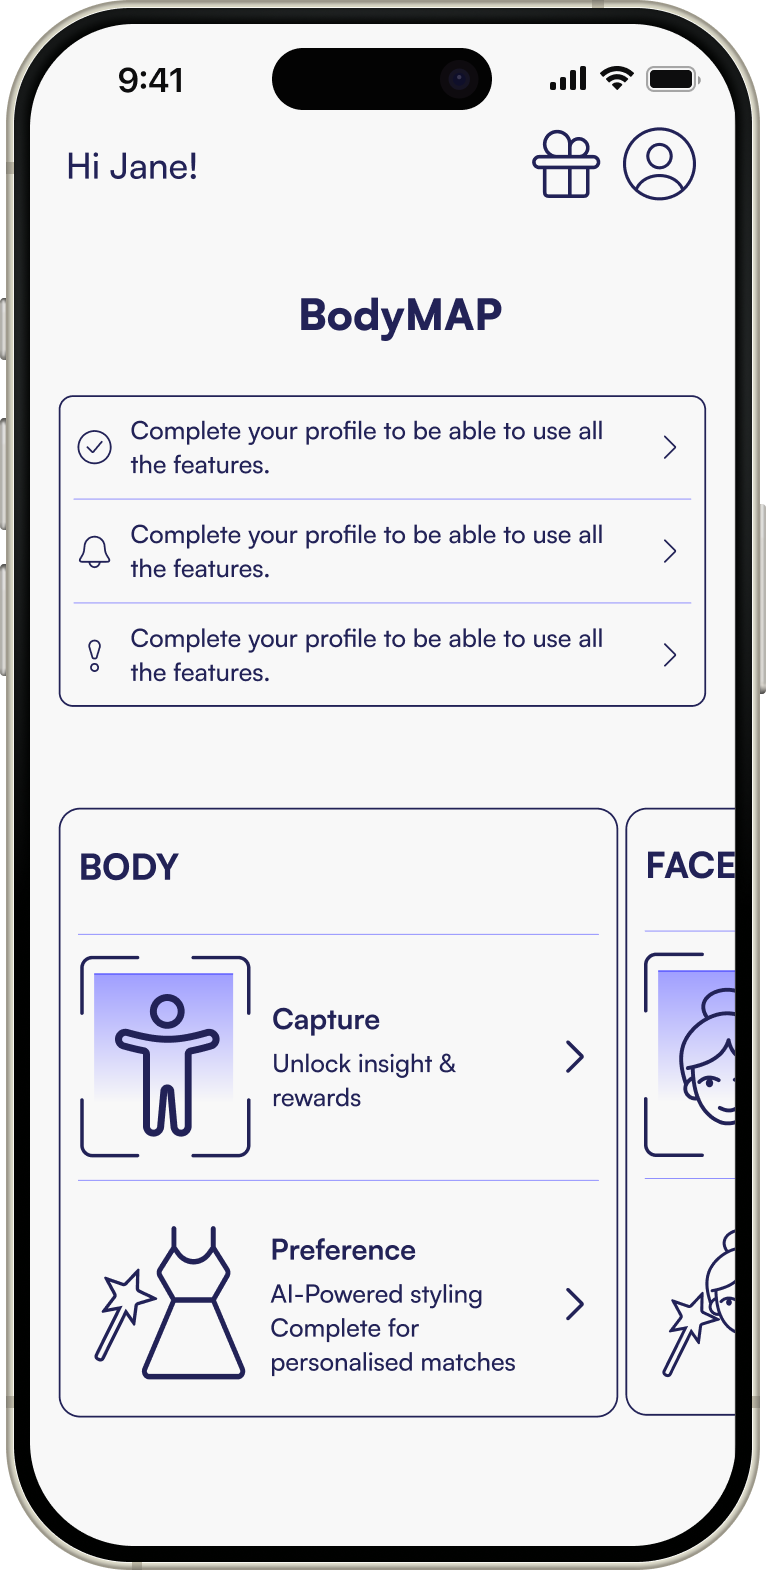 9:41
Hi Jane!
BodyMAP
Complete your profile to be able to use all
the features.
Complete your profile to be able to use all
the features.
Complete your profile to be able to use all
the features.
BODY
Capture
Unlock insight &
rewards
Preference
AI-Powered styling
Complete for
personalised matches
FACE